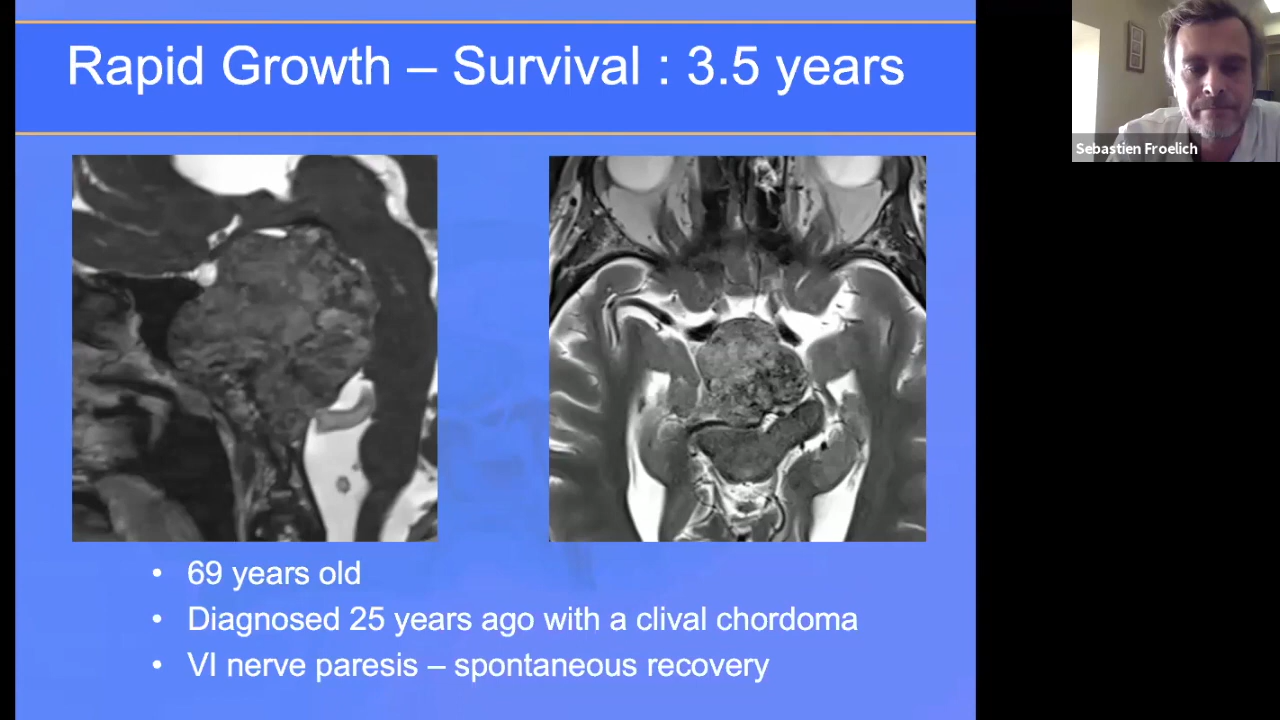 Rapid Growth – Survival : 3.5 years
Sebastien Froelich
• 69 years old
• Diagnosed 25 years ago with a clival chordoma
• VI nerve paresis – spontaneous recovery